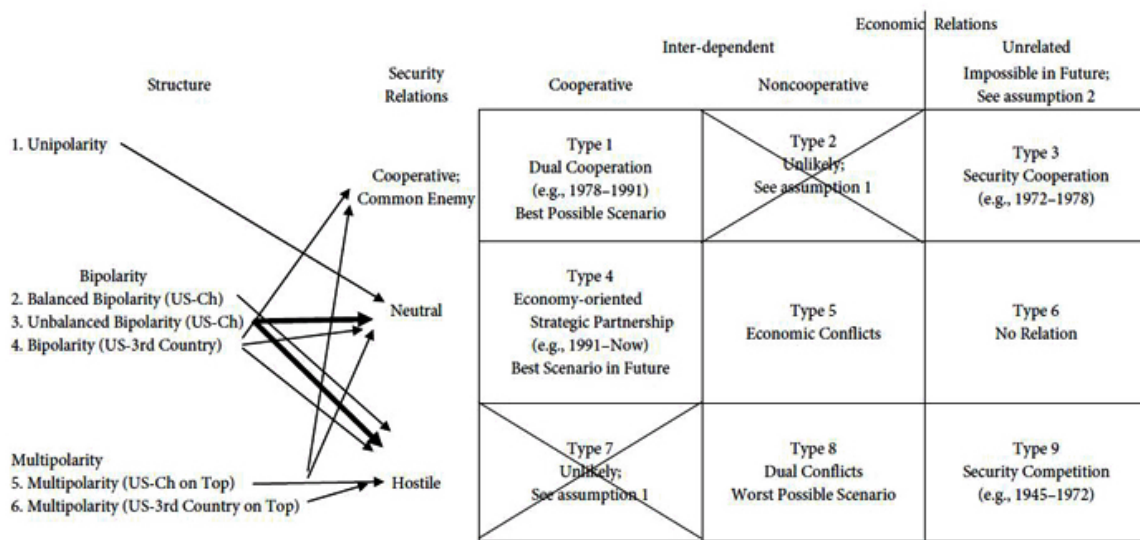 Economic Relations
Inter-dependent
Unrelated
Structure
Security
Relations
Cooperative
Noncooperative
Impossible in Future;
See assumption 2
1. Unipolarity
Cooperative;
Common Enemy
Type 1
Dual Cooperation
(e.g., 1978–1991)
Best Possible Scenario
Type 2
Unlikely;
See assumption 1
Type 3
Security Cooperation
(e.g., 1972–1978)
Bipolarity
2. Balanced Bipolarity (US-Ch)
3. Unbalanced Bipolarity (US-Ch)
4. Bipolarity (US-3rd Country)
Neutral
Type 4
Economy-oriented
Strategic Partnership
(e.g., 1991–Now)
Best Scenario in Future
Type 5
Economic Conflicts
Type 6
No Relation
Multipolarity
5. Multipolarity (US-Ch on Top)
6. Multipolarity (US-3rd Country on Top)
Hostile
Type 7
Unlikely;
See assumption 1
Type 8
Dual Conflicts
Worst Possible Scenario
Type 9
Security Competition
(e.g., 1945–1972)